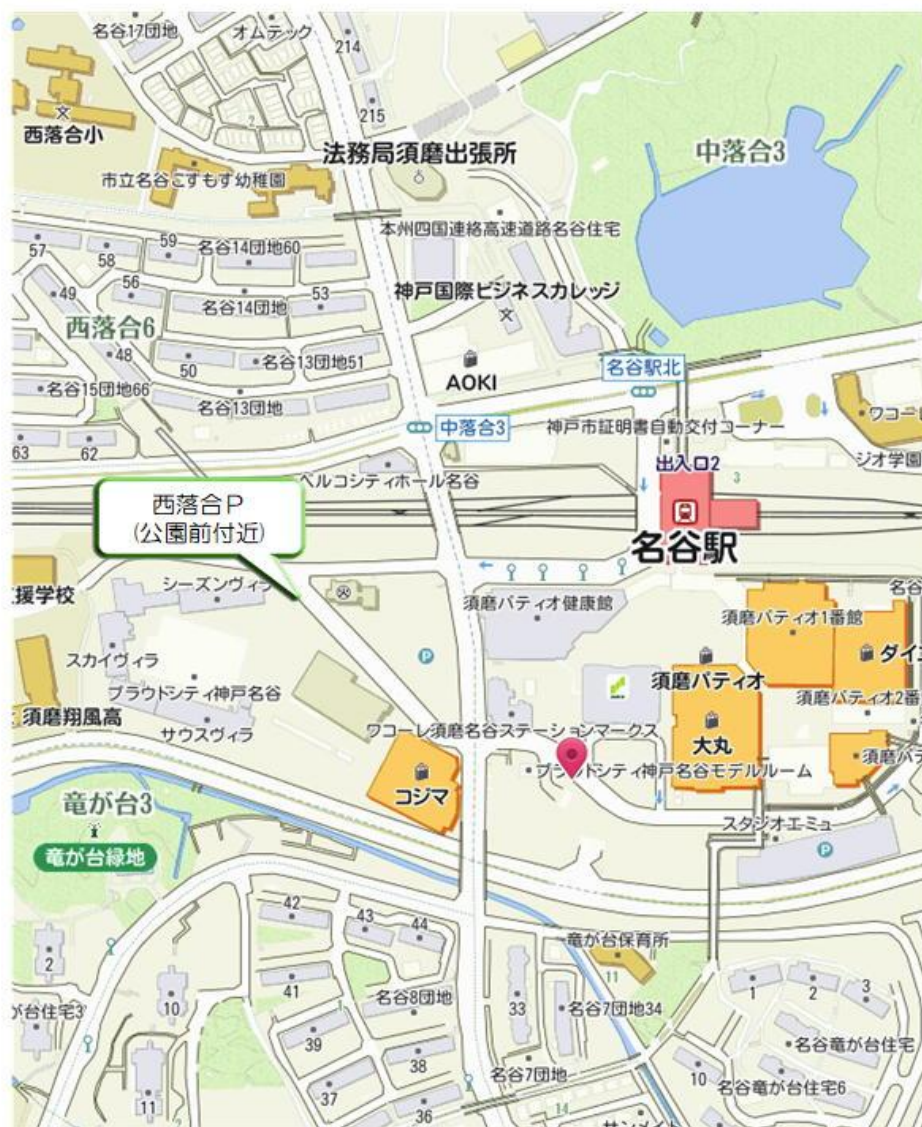 名谷17団地
オムテック
214
215
2
西落合小
法務局須磨出張所
中落合3
市立名谷こすもす幼稚園
本州四国連絡高速道路名谷住宅
57
58
59
名谷14団地60
49
56
名谷14団地
53
神戸国際ビジネスカレッジ
西落合6
48
50
名谷13団地51
名谷15団地66
名谷13団地
AOKI
名谷駅北
中落合3
神戸市証明書自動交付コーナー
63
62
ベルコシティホール名谷
出入口2
3
ジオ学園
西落合P
(公園前付近)
名谷駅
援学校
シーズンヴィラ
須磨パティオ健康館
須磨パティオ1番館
スカイヴィラ
須磨パティオ
プラウドシティ神戸名谷
須磨パティオ2番
須磨翔風高
サウスヴィラ
ワコーレ須磨名谷ステーションマークス
大丸
コジマ
プラウドシティ神戸名谷モデルルーム
竜が台3
スタジオエミュ
竜が台緑地
P
P
42
43
44
竜が台保育所
11
2
10
41
名谷8団地
33
名谷7団地34
1
2
3
が台住宅3
39
38
名谷竜が台住宅
名谷7団地
10
名谷竜が台住宅6
11
37
36
14